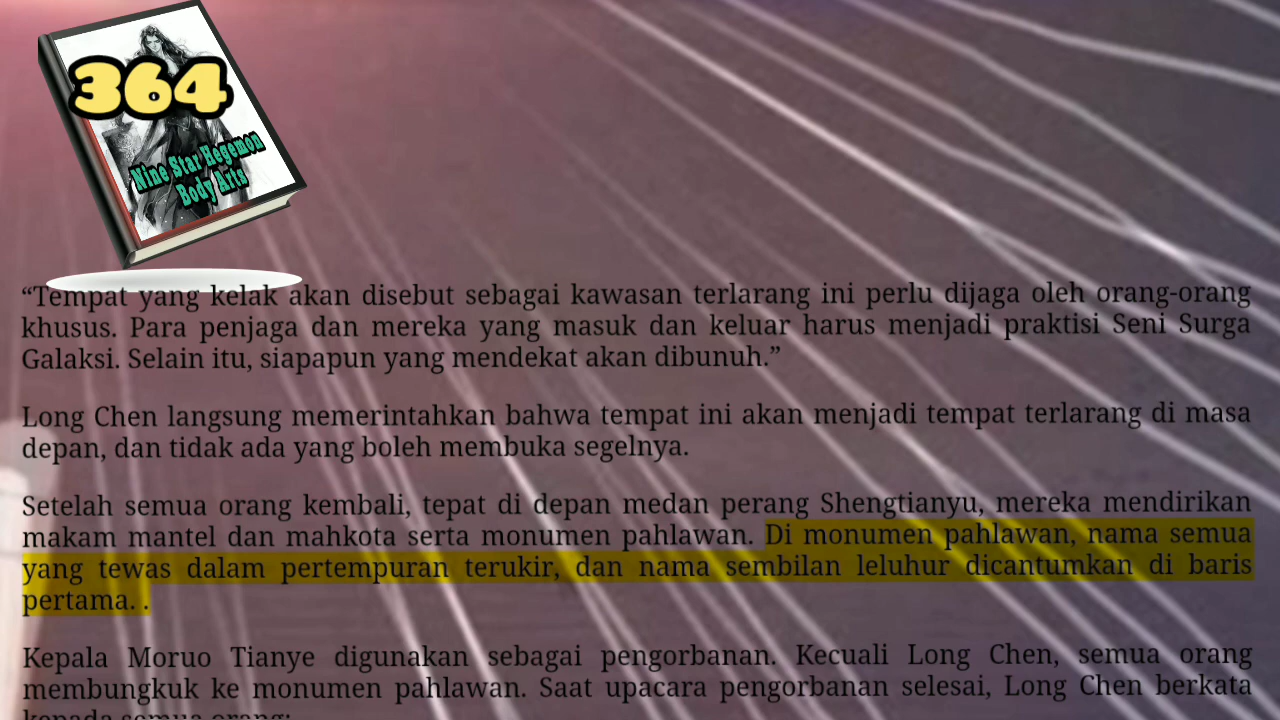 364
Nine Star Hegemon
Body Arts
“Tempat yang kelak akan disebut sebagai kawasan terlarang ini perlu dijaga oleh orang-orang
khusus. Para penjaga dan mereka yang masuk dan keluar harus menjadi praktisi Seni Surga
Galaksi. Selain itu, siapapun yang mendekat akan dibunuh.”
Long Chen langsung memerintahkan bahwa tempat ini akan menjadi tempat terlarang di masa
depan, dan tidak ada yang boleh membuka segelnya.
Setelah semua orang kembali, tepat di depan medan perang Shengtianyu, mereka mendirikan
makam mantel dan mahkota serta monumen pahlawan. Di monumen pahlawan, nama semua
yang tewas dalam pertempuran terukir, dan nama sembilan leluhur dicantumkan di baris
pertama. .
Kepala Moruo Tianye digunakan sebagai pengorbanan. Kecuali Long Chen, semua orang
membungkuk ke monumen pahlawan. Saat upacara pengorbanan selesai, Long Chen berkata
kepada semua orang: